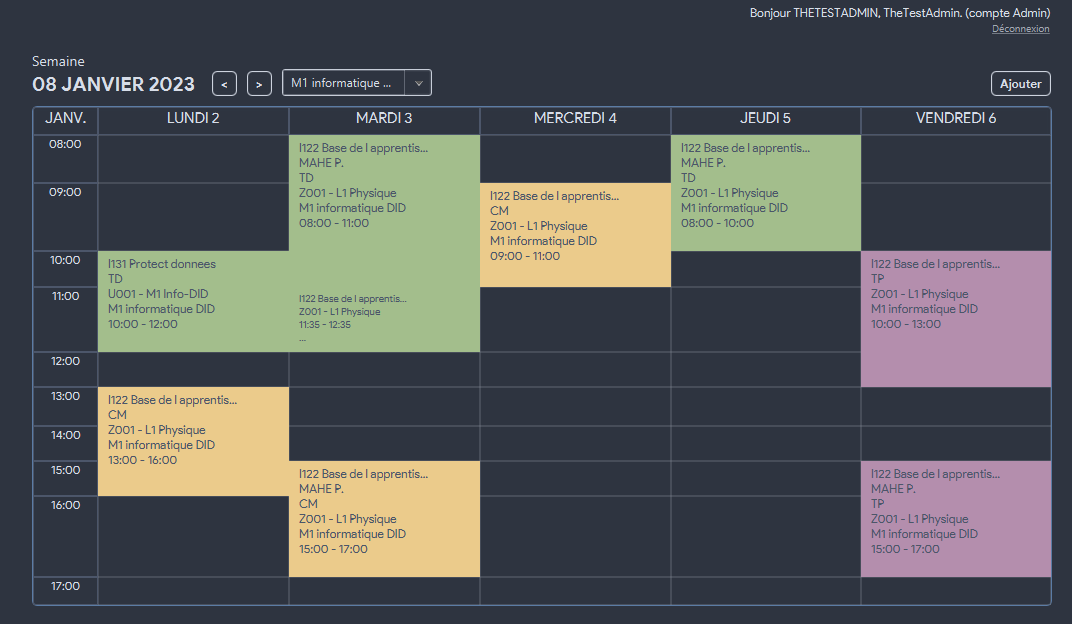 Bonjour THETESTADMIN, TheTestAdmin. (compte Admin)
Déconnexion
Semaine
08 JANVIER 2023
<
>
M1 informatique ...
Ajouter
JANV.
LUNDI 2
MARDI 3
MERCREDI 4
JEUDI 5
VENDREDI 6
08:00
09:00
10:00
11:00
12:00
13:00
14:00
15:00
16:00
17:00
I131 Protect donnees
TD
U001 - M1 Info-DID
M1 informatique DID
10:00 - 12:00
I122 Base de l apprentis...
CM
Z001 - L1 Physique
M1 informatique DID
13:00 - 16:00
I122 Base de l apprentis...
MAHE P.
TD
Z001 - L1 Physique
M1 informatique DID
08:00 - 11:00
I122 Base de l apprentis...
Z001 - L1 Physique
11:35 - 12:35
...
I122 Base de l apprentis...
MAHE P.
CM
Z001 - L1 Physique
M1 informatique DID
15:00 - 17:00
I122 Base de l apprentis...
CM
Z001 - L1 Physique
M1 informatique DID
09:00 - 11:00
I122 Base de l apprentis...
MAHE P.
TD
Z001 - L1 Physique
M1 informatique DID
08:00 - 10:00
I122 Base de l apprentis...
TP
Z001 - L1 Physique
M1 informatique DID
10:00 - 13:00
I122 Base de l apprentis...
MAHE P.
TP
Z001 - L1 Physique
M1 informatique DID
15:00 - 17:00